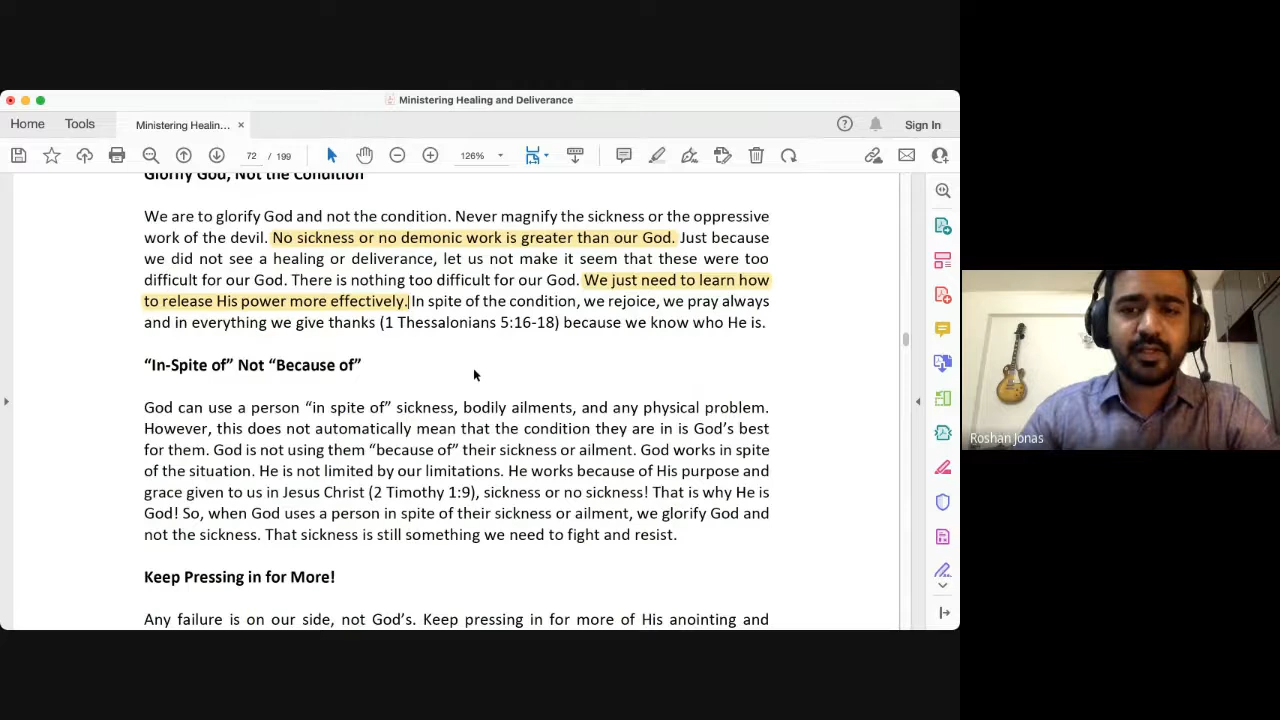 Ministering Healing and Deliverance
Home Tools Ministering Healin... × Sign In
72 / 199 126%
Glorify God, Not the Condition
We are to glorify God and not the condition. Never magnify the sickness or the oppressive
work of the devil. No sickness or no demonic work is greater than our God. Just because
we did not see a healing or deliverance, let us not make it seem that these were too
difficult for our God. There is nothing too difficult for our God. We just need to learn how
to release His power more effectively. In spite of the condition, we rejoice, we pray always
and in everything we give thanks (1 Thessalonians 5:16-18) because we know who He is.
“In-Spite of” Not “Because of”
God can use a person “in spite of” sickness, bodily ailments, and any physical problem.
However, this does not automatically mean that the condition they are in is God’s best
for them. God is not using them “because of” their sickness or ailment. God works in spite
of the situation. He is not limited by our limitations. He works because of His purpose and
grace given to us in Jesus Christ (2 Timothy 1:9), sickness or no sickness! That is why He is
God! So, when God uses a person in spite of their sickness or ailment, we glorify God and
not the sickness. That sickness is still something we need to fight and resist.
Keep Pressing in for More!
Any failure is on our side, not God’s. Keep pressing in for more of His anointing and
Roshan Jonas